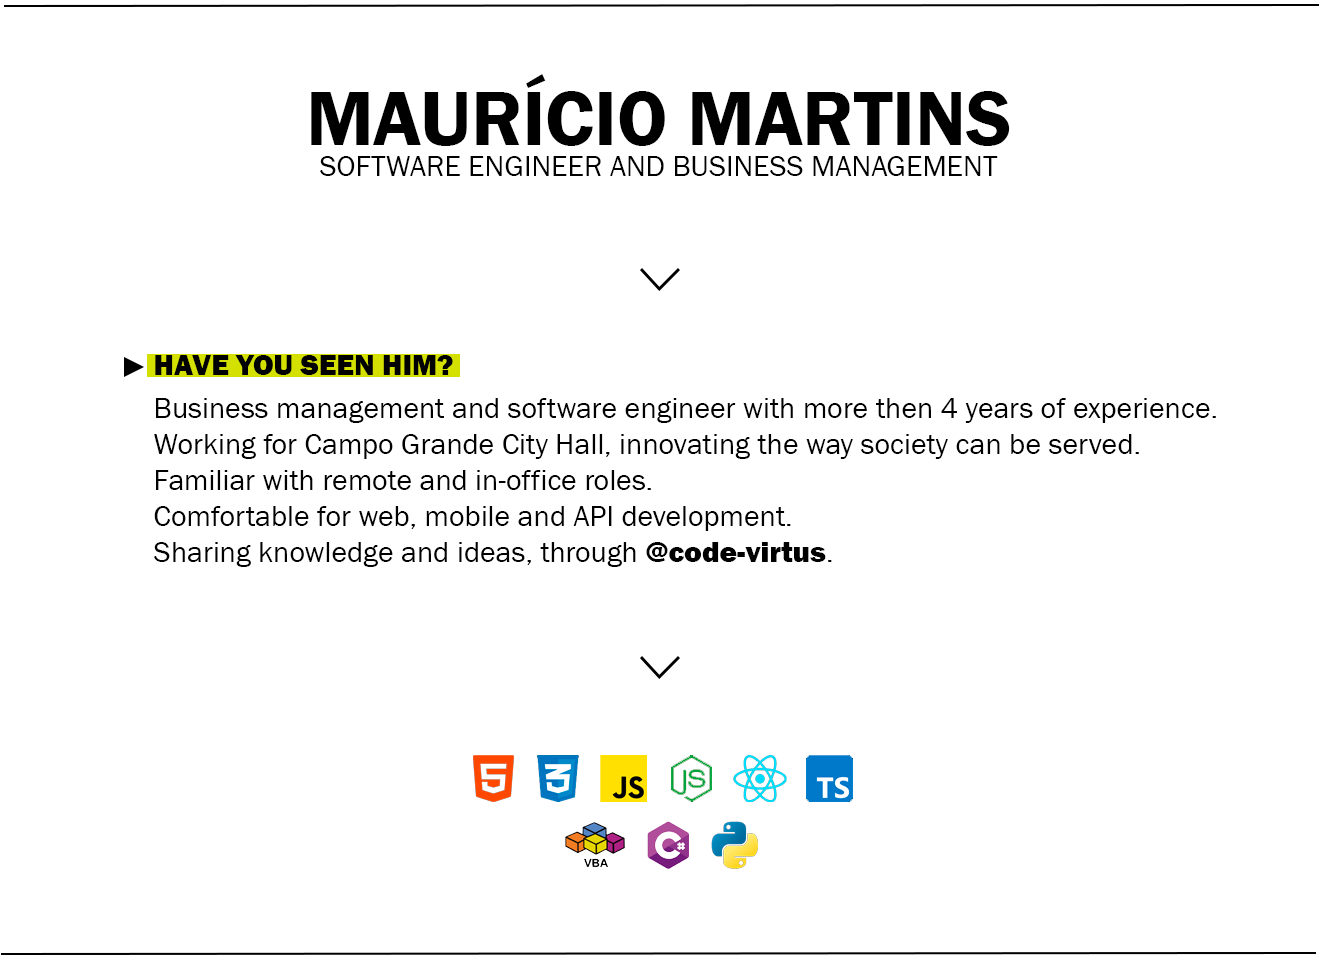 MAURÍCIO MARTINS
SOFTWARE ENGINEER AND BUSINESS MANAGEMENT
HAVE YOU SEEN HIM?
Business management and software engineer with more then 4 years of experience.
Working for Campo Grande City Hall, innovating the way society can be served.
Familiar with remote and in-office roles.
Comfortable for web, mobile and API development.
Sharing knowledge and ideas, through @code-virtus.
5 3 JS JS TS
VBA C#